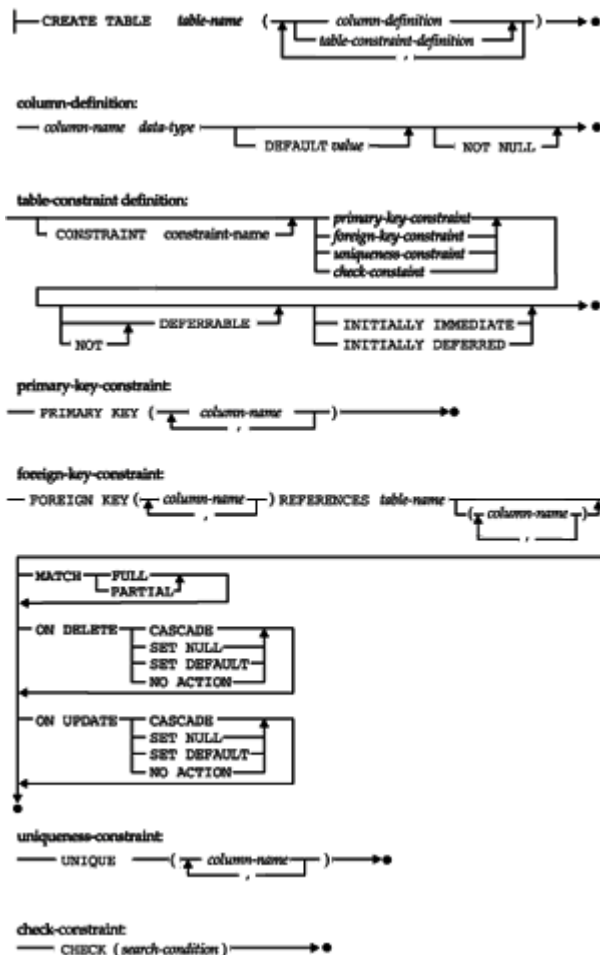 CREATE TABLE table-name ( column-definition )
table-constraint-definition
,
column-definition:
column-name data-type
DEFAULT value NOT NULL
table-constraint definition:
CONSTRAINT constraint-name primary-key-constraint
foreign-key-constraint
uniqueness-constraint
check-constaint
DEFERRABLE INITIALLY IMMEDIATE
NOT INITIALLY DEFERRED
primary-key-constraint:
PRIMARY KEY ( column-name )
,
foreign-key-constraint:
FOREIGN KEY ( column-name ) REFERENCES table-name
, ( column-name )
,
MATCH FULL
PARTIAL
ON DELETE CASCADE
SET NULL
SET DEFAULT
NO ACTION
ON UPDATE CASCADE
SET NULL
SET DEFAULT
NO ACTION
uniqueness-constraint:
UNIQUE ( column-name )
,
check-constraint:
CHECK ( search-condition )